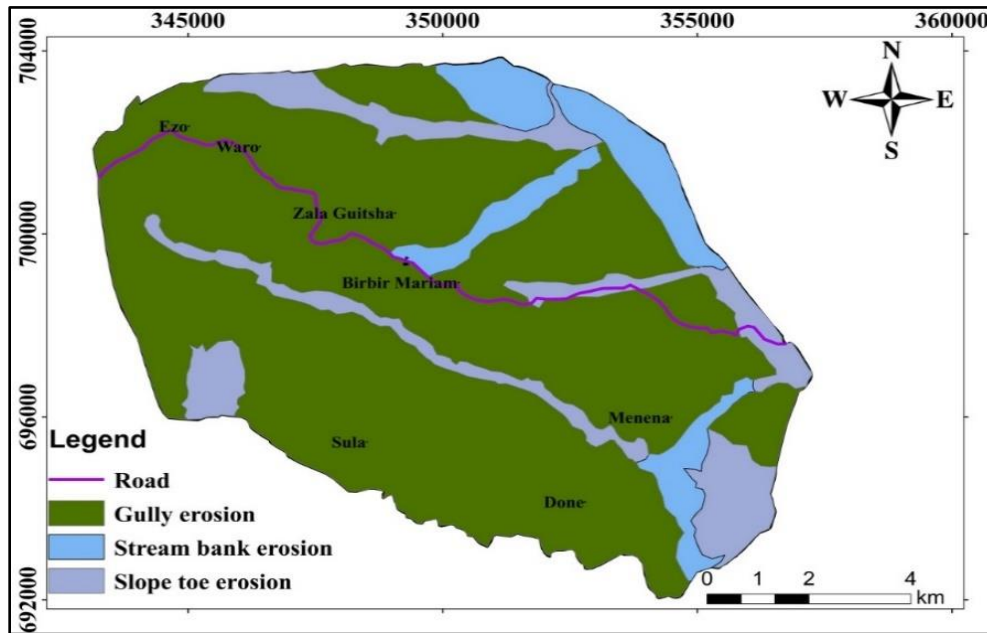 345000 350000 355000 360000
704000
N
W E
S
Ezo
Waro
Zala Guitsha
700000
Birbir Mariam
696000
Menena
Legend
Sula
Road
Done
Gully erosion
Stream bank erosion
Slope toe erosion
0 1 2 4
km
692000